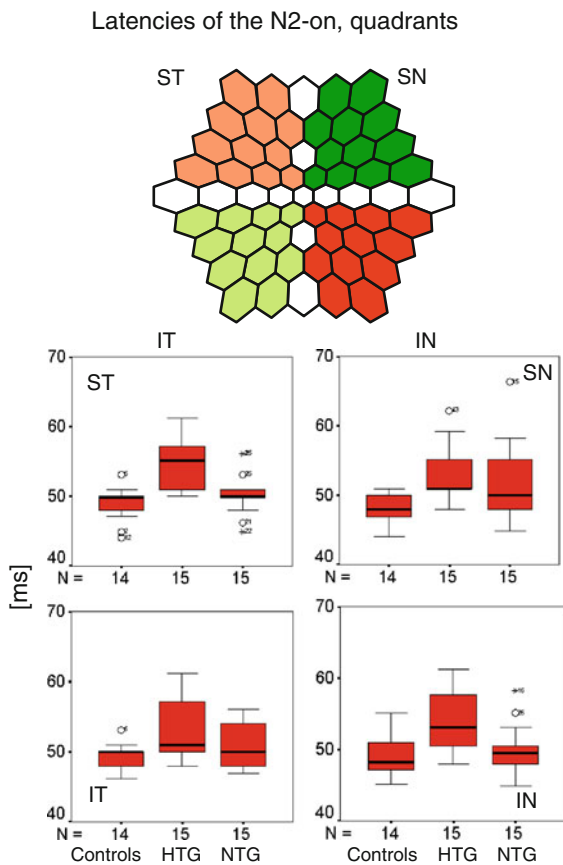 Latencies of the N2-on, quadrants
ST SN
IT IN
70 70
ST SN
60 60
50 50
40 40
N = 14 15 15 N = 14 15 15
[ms]
70 70
60 60
50 50
IT IN
40 40
N = 14 15 15 N = 14 15 15
Controls HTG NTG Controls HTG NTG